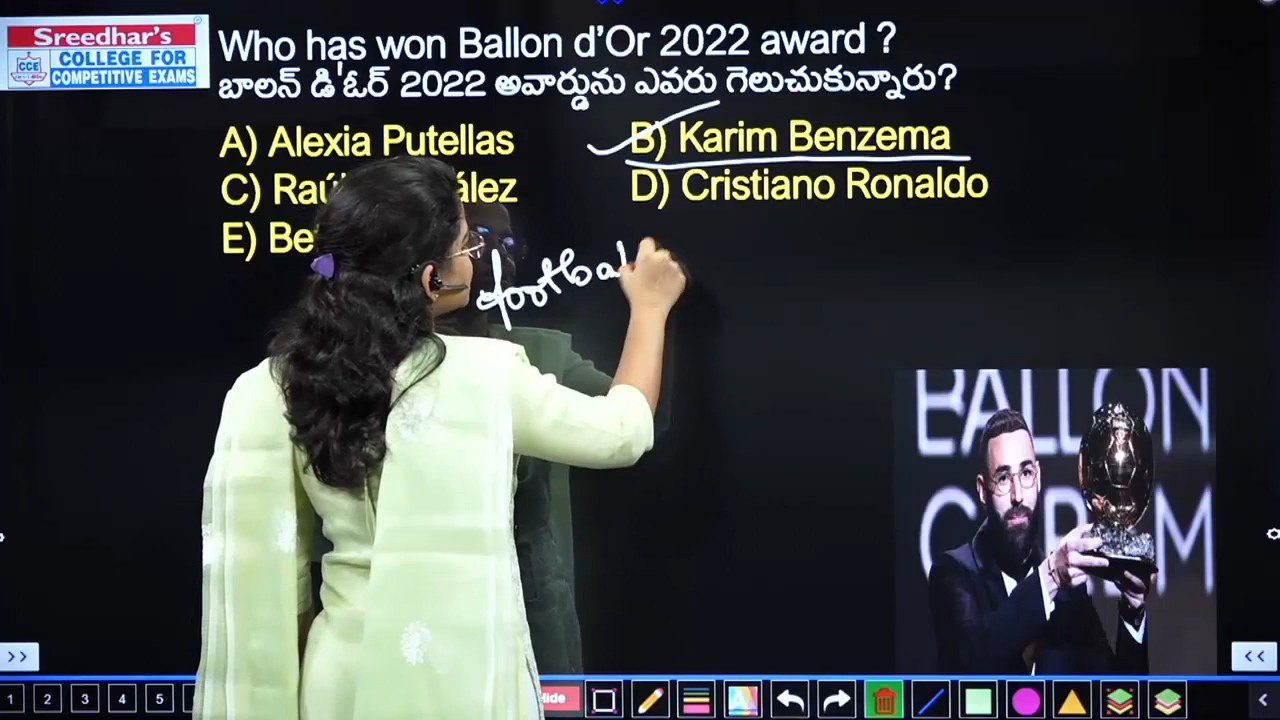 Sreedhar's
CCE
COLLEGE FOR
COMPETITIVE EXAMS
Who has won Ballon d'Or 2022 award ?
బాలన్ డి'ఓర్ 2022 అవార్డును ఎవరు గెలుచుకున్నారు?
A) Alexia Putellas
B) Karim Benzema
C)
D) Cristiano Ronaldo
E)
BALLON
>>
<<
1 2 3 4 5